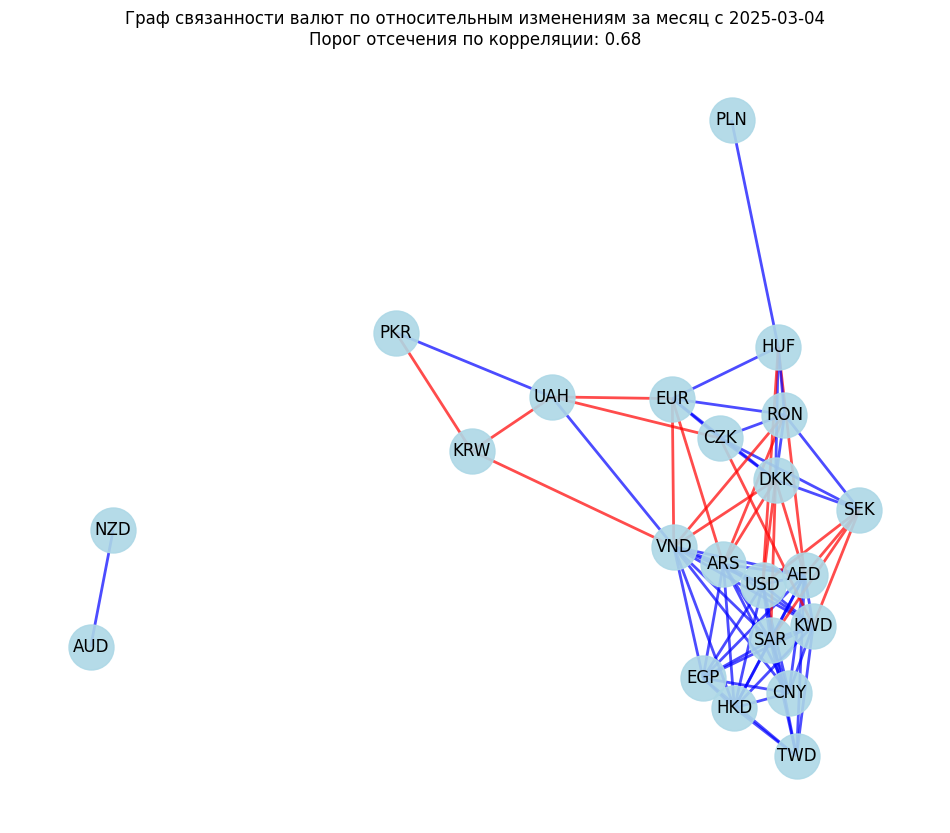 Граф связанности валют по относительным изменениям за месяц с 2025-03-04
Порог отсечения по корреляции: 0.68
PLN
PKR
HUF
UAH
EUR
RON
CZK
KRW
DKK
SEK
NZD
VND
ARS
USD
AED
KWD
SAR
AUD
EGP
CNY
HKD
TWD